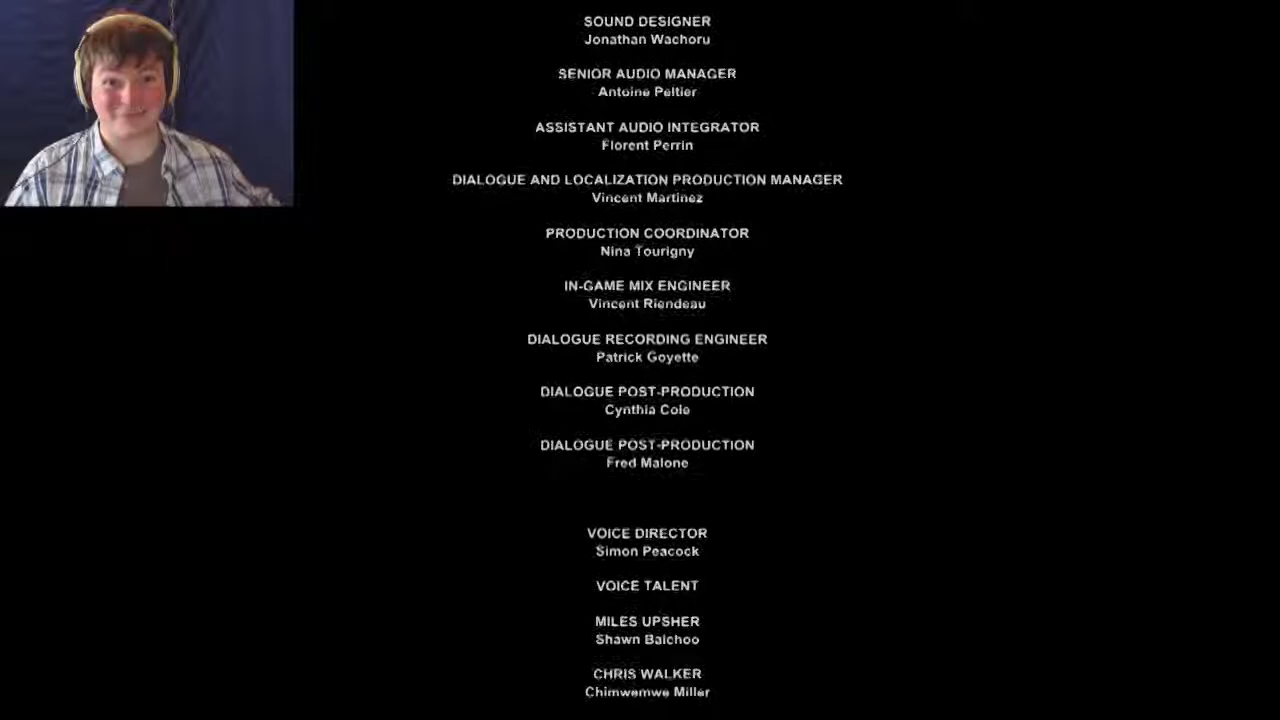 SOUND DESIGNER
Jonathan Wachoru
SENIOR AUDIO MANAGER
Antoine Peltier
ASSISTANT AUDIO INTEGRATOR
Florent Perrin
DIALOGUE AND LOCALIZATION PRODUCTION MANAGER
Vincent Martinez
PRODUCTION COORDINATOR
Nina Tourigny
IN-GAME MIX ENGINEER
Vincent Riendeau
DIALOGUE RECORDING ENGINEER
Patrick Goyette
DIALOGUE POST-PRODUCTION
Cynthia Cole
DIALOGUE POST-PRODUCTION
Fred Malone
VOICE DIRECTOR
Simon Peacock
VOICE TALENT
MILES UPSHER
Shawn Baichoo
CHRIS WALKER
Chimwemwe Miller